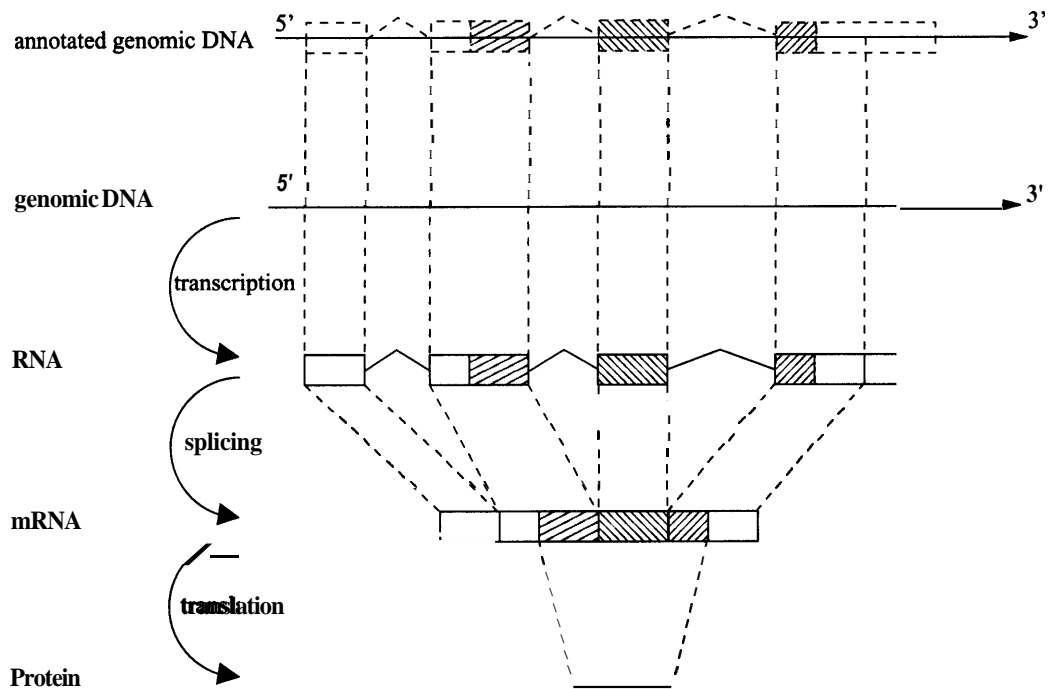 5'
3'
annotated genomic DNA
5'
3'
genomic DNA
transcription
RNA
splicing
mRNA
translation
Protein